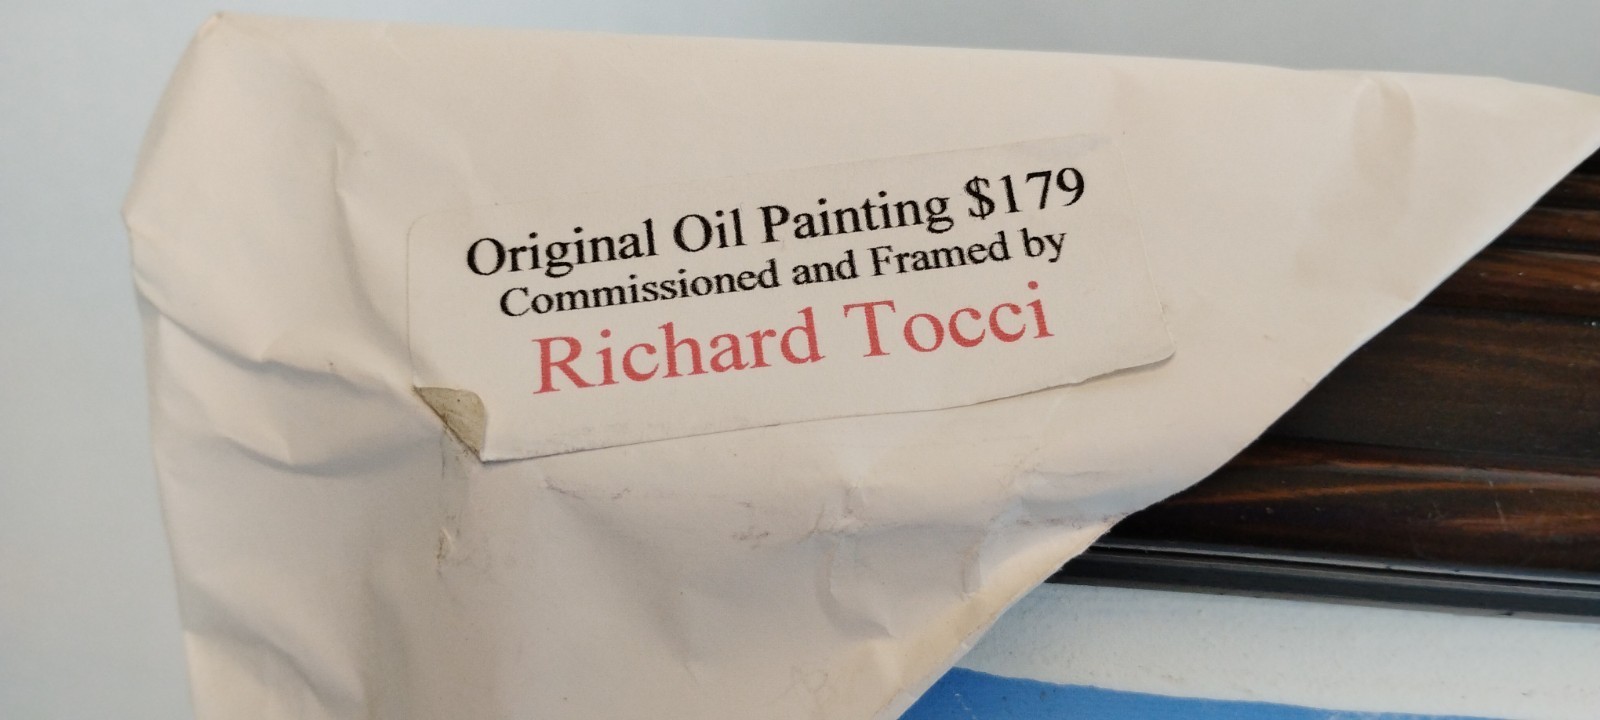 Original Oil Painting $179
Commissioned and Framed by
Richard Tocci